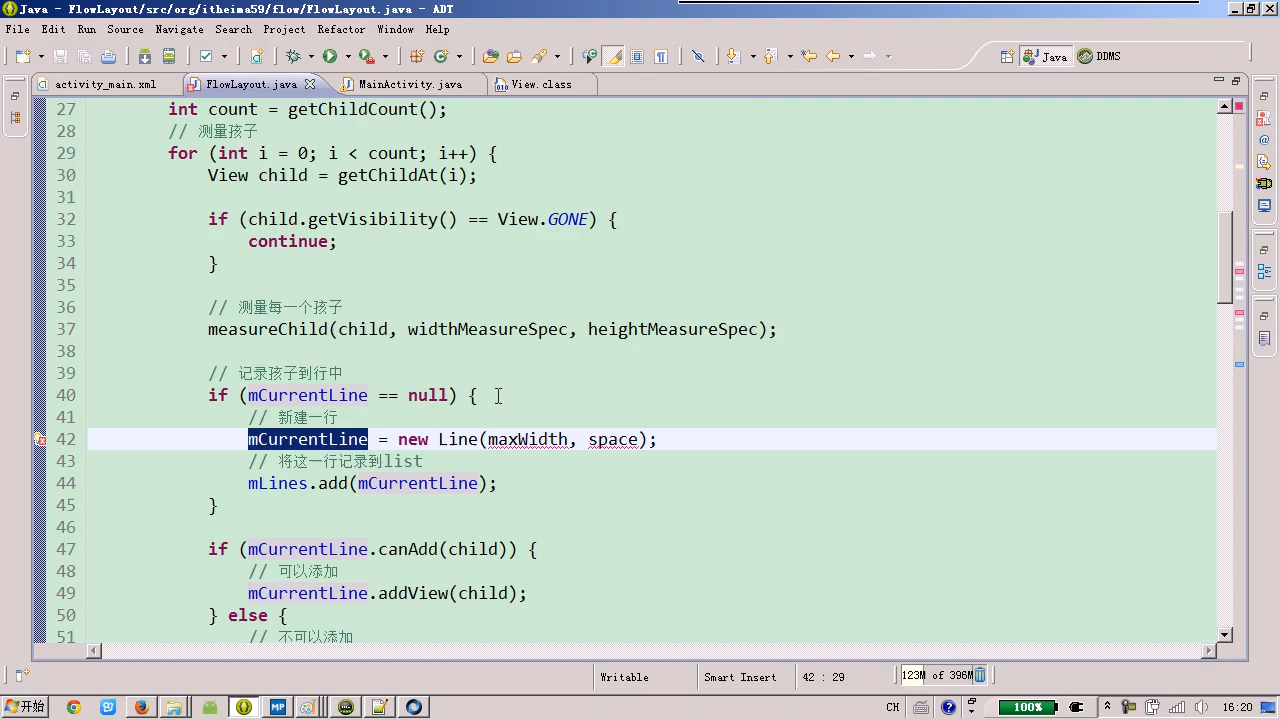 Java - FlowLayout/src/org/itheima59/flow/FlowLayout.java - ADT
File Edit Run Source Navigate Search Project Refactor Window Help
Java DDMS
activity_main.xml FlowLayout.java MainActivity.java View.class
27 int count = getChildCount();
28 // 测量孩子
29 for (int i = 0; i < count; i++) {
30 View child = getChildAt(i);
31
32 if (child.getVisibility() == View.GONE) {
33 continue;
34 }
35
36 // 测量每一个孩子
37 measureChild(child, widthMeasureSpec, heightMeasureSpec);
38
39 // 记录孩子到行中
40 if (mCurrentLine == null) {
41 // 新建一行
42 mCurrentLine = new Line(maxWidth, space);
43 // 将这一行记录到list
44 mLines.add(mCurrentLine);
45 }
46
47 if (mCurrentLine.canAdd(child)) {
48 // 可以添加
49 mCurrentLine.addView(child);
50 } else {
51 // 不可以添加
Writable Smart Insert 42 : 29 123M of 396M
开始 MP CH 100% 16:20